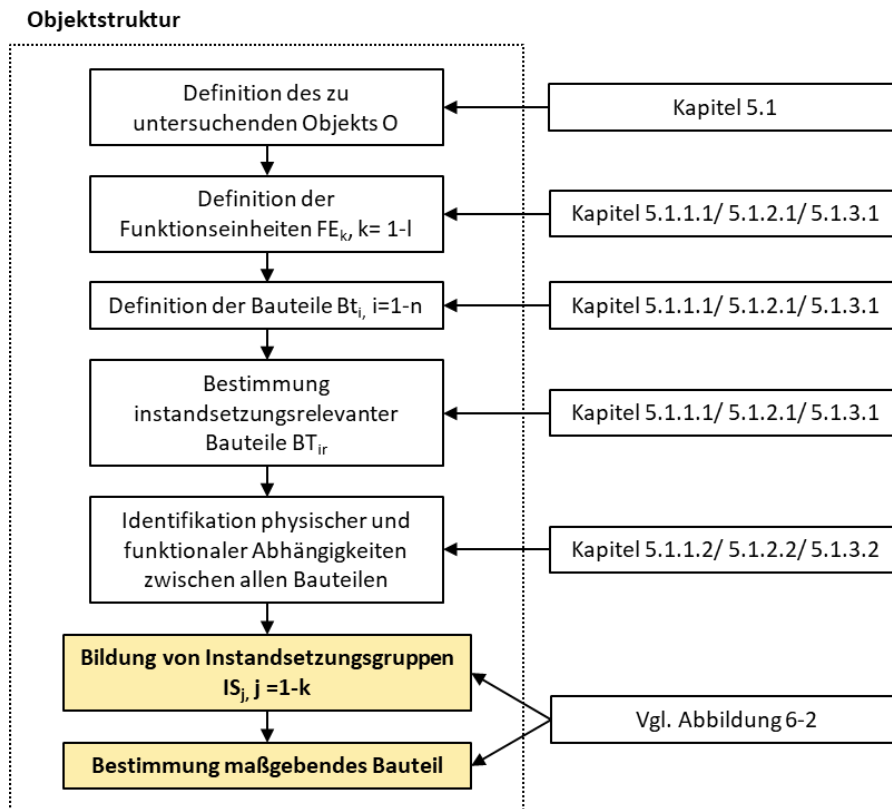 Objektstruktur
Definition des zu
untersuchenden Objekts O
Kapitel 5.1
Definition der
Funktionseinheiten FEk, k= 1-l
Kapitel 5.1.1.1/ 5.1.2.1/ 5.1.3.1
Definition der Bauteile Bti, i=1-n
Kapitel 5.1.1.1/ 5.1.2.1/ 5.1.3.1
Bestimmung
instandsetzungsrelevanter
Bauteile BTir
Kapitel 5.1.1.1/ 5.1.2.1/ 5.1.3.1
Identifikation physischer und
funktionaler Abhängigkeiten
zwischen allen Bauteilen
Kapitel 5.1.1.2/ 5.1.2.2/ 5.1.3.2
Bildung von Instandsetzungsgruppen
ISj, j =1-k
Vgl. Abbildung 6-2
Bestimmung maßgebendes Bauteil